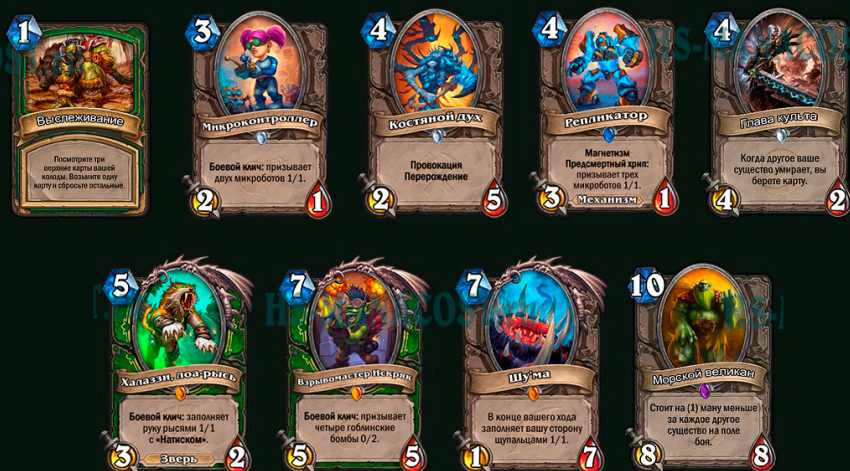 1
Выслеживание
Посмотрите три
верхние карты вашей
колоды. Возьмите одну
карту и сбросьте остальные.
3
Микроконтроллер
Боевой клич: призывает
двух микроботов 1/1.
2
1
4
Костяной дух
Провокация
Перерождение
2
5
4
Репликатор
Магнетизм
Предсмертный хрип:
призывает трех
микроботов 1/1.
3
Механизм
1
4
Глава культа
Когда другое ваше
существо умирает, вы
берете карту.
4
2
5
Халаззи, лоа-рысь
Боевой клич: заполняет
руку рысями 1/1
с «Натиском».
3
Зверь
2
7
Взрывомастер Искряк
Боевой клич: призывает
четыре гоблинские
бомбы 0/2.
5
5
7
Шу'ма
В конце вашего хода
заполняет вашу сторону
щупальцами 1/1.
1
7
10
Морской великан
Стоит на (1) ману меньше
за каждое другое
существо на поле
боя.
8
8